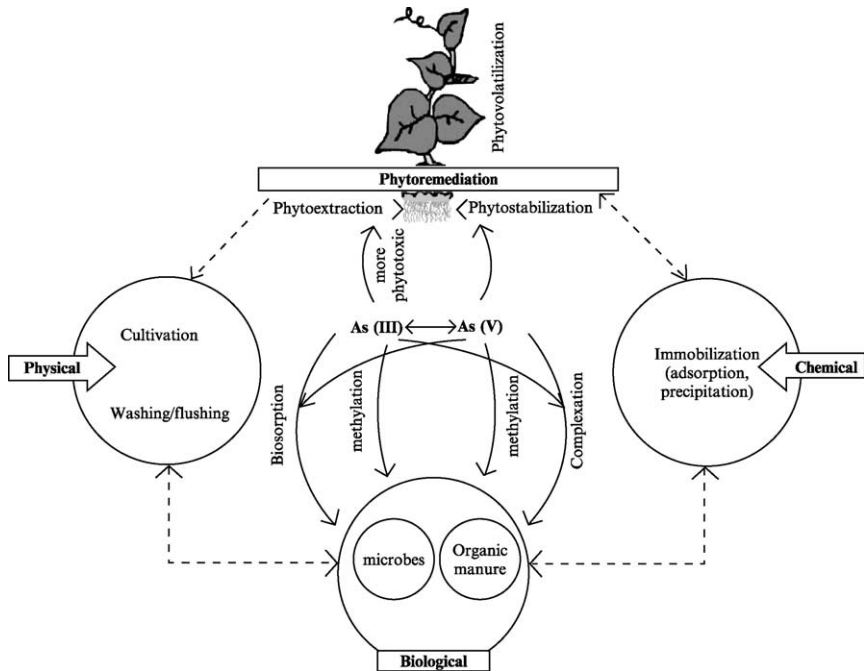 Phytovolatilization
Phytoremediation
Phytoextraction
Phytostabilization
more
phytotoxic
As (III)
As (V)
Cultivation
Physical
Washing/flushing
Immobilization
(adsorption,
precipitation)
Chemical
Biosorption
methylation
methylation
Complexation
microbes
Organic
manure
Biological